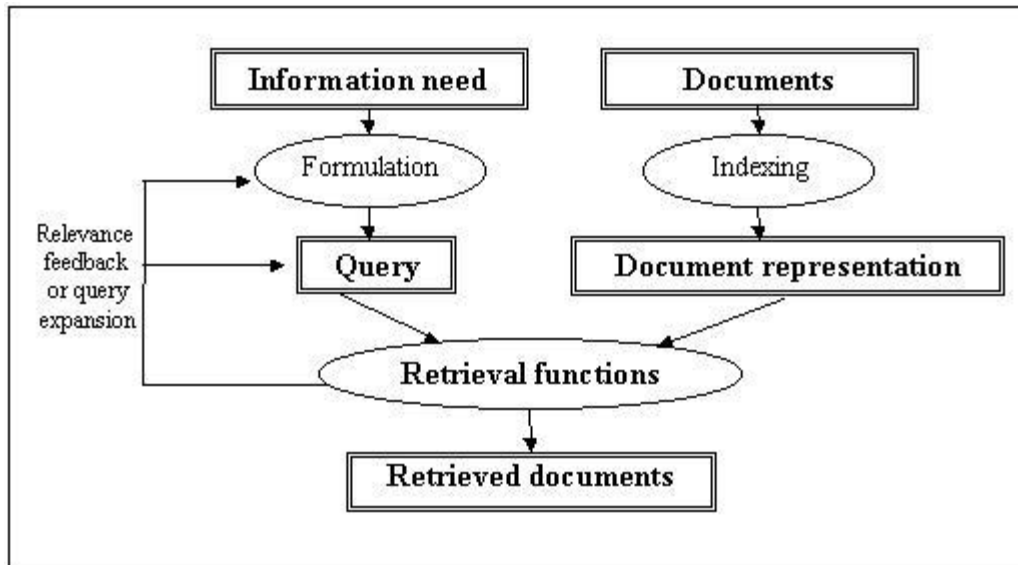 Information need
Documents
Formulation
Indexing
Relevance
feedback
or query
expansion
Query
Document representation
Retrieval functions
Retrieved documents